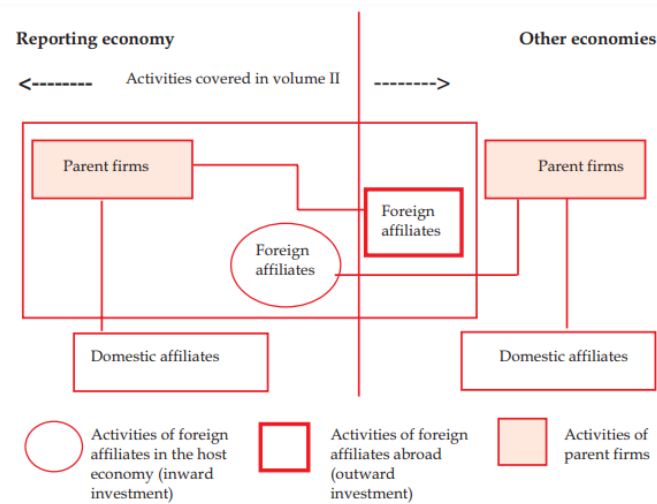 Reporting economy
Other economies
<-------- Activities covered in volume II -------->
Parent firms
Parent firms
Foreign
affiliates
Foreign
affiliates
Domestic affiliates
Domestic affiliates
Activities of foreign
affiliates in the host
economy (inward
investment)
Activities of foreign
affiliates abroad
(outward
investment)
Activities of
parent firms